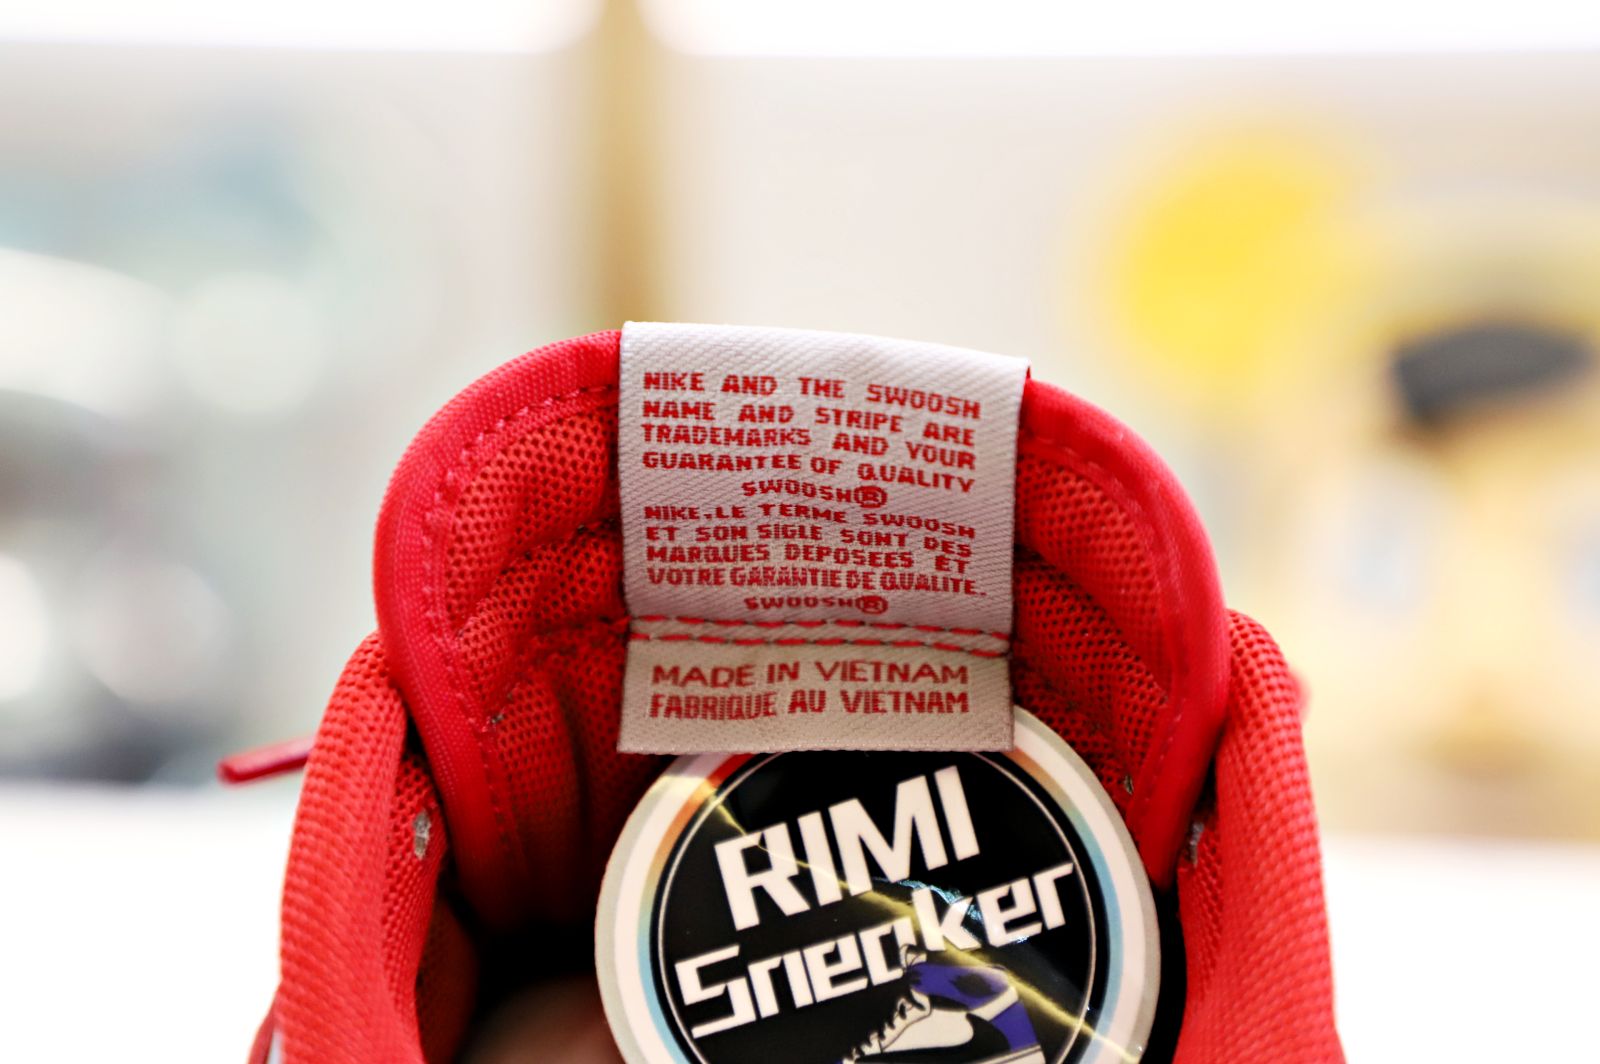 NIKE AND THE SWOOSH
NAME AND STRIPE ARE
TRADEMARKS AND YOUR
GUARANTEE OF QUALITY
SWOOSH®
NIKE, LE TERME SWOOSH
ET SON SIGLE SONT DES
MARQUES DEPOSEES ET
VOTRE GARANTIE DE QUALITE.
SWOOSH®
MADE IN VIETNAM
FABRIQUE AU VIETNAM
RIMI
Sneaker